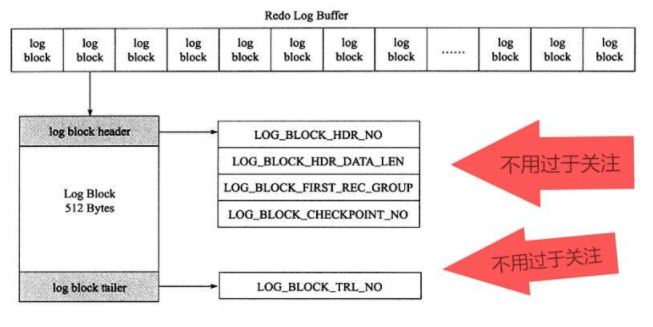 Redo Log Buffer
log block
log block
log block
log block
log block
log block
log block
log block
......
log block
log block
log block
log block header
Log Block
512 Bytes
log block tailer
LOG_BLOCK_HDR_NO
LOG_BLOCK_HDR_DATA_LEN
LOG_BLOCK_FIRST_REC_GROUP
LOG_BLOCK_CHECKPOINT_NO
LOG_BLOCK_TRL_NO
不用过于关注
不用过于关注